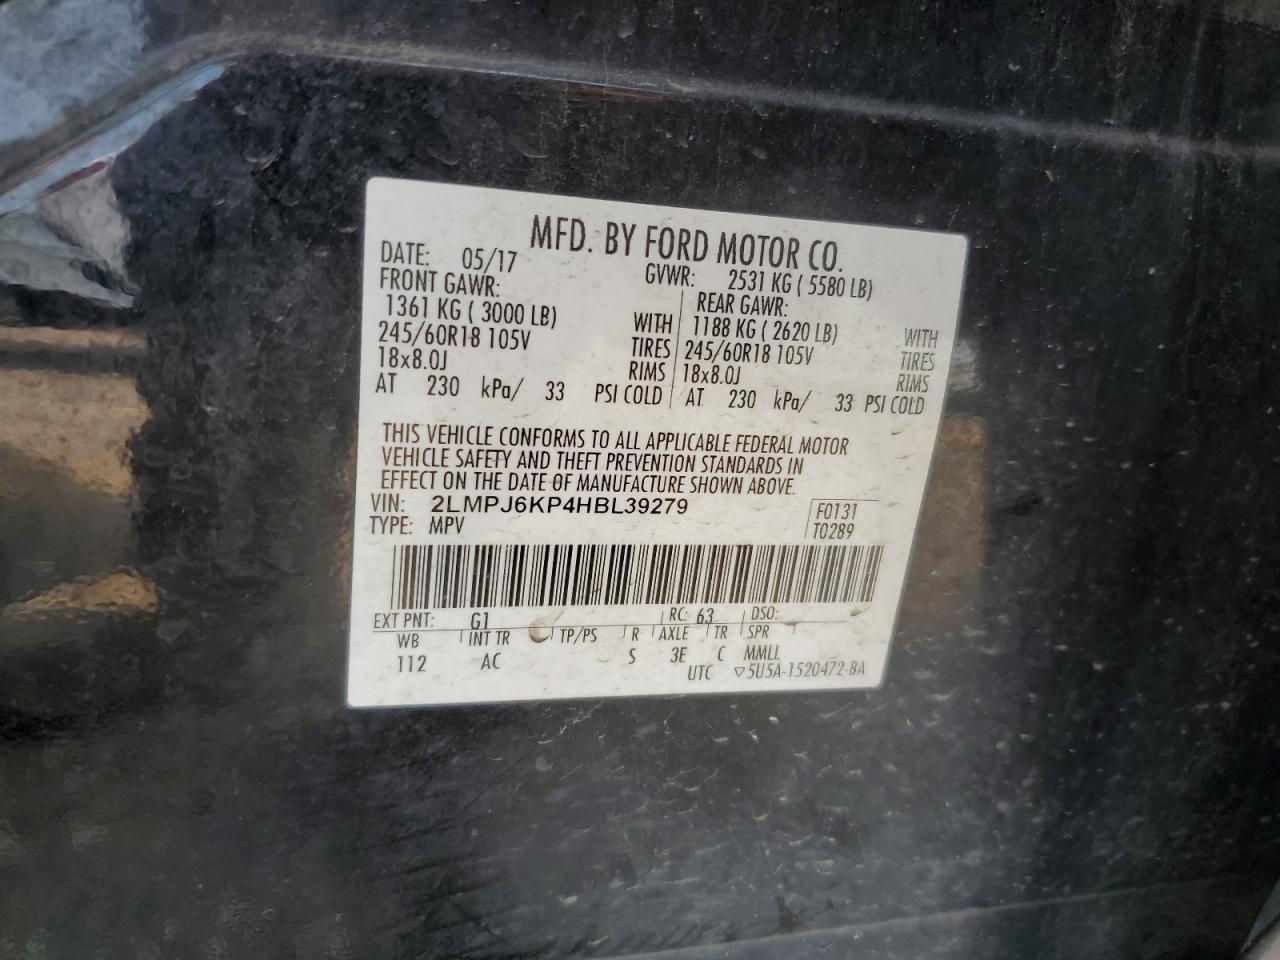 MFD. BY FORD MOTOR CO.
DATE: 05/17 GVWR: 2531 KG ( 5580 LB)
FRONT GAWR: REAR GAWR:
1361 KG ( 3000 LB) WITH 1188 KG ( 2620 LB) WITH
245/60R18 105V TIRES 245/60R18 105V TIRES
18x8.0J RIMS 18x8.0J RIMS
AT 230 kPa/ 33 PSI COLD AT 230 kPa/ 33 PSI COLD
THIS VEHICLE CONFORMS TO ALL APPLICABLE FEDERAL MOTOR
VEHICLE SAFETY AND THEFT PREVENTION STANDARDS IN
EFFECT ON THE DATE OF MANUFACTURE SHOWN ABOVE.
VIN: 2LMPJ6KP4HBL39279 F0131
TYPE: MPV T0289
EXT PNT: G1 RC: 63 DSO:
WB INT TR TP/PS R AXLE TR SPR
112 AC S 3E C MMLL
UTC ▽5U5A-1520472-BA